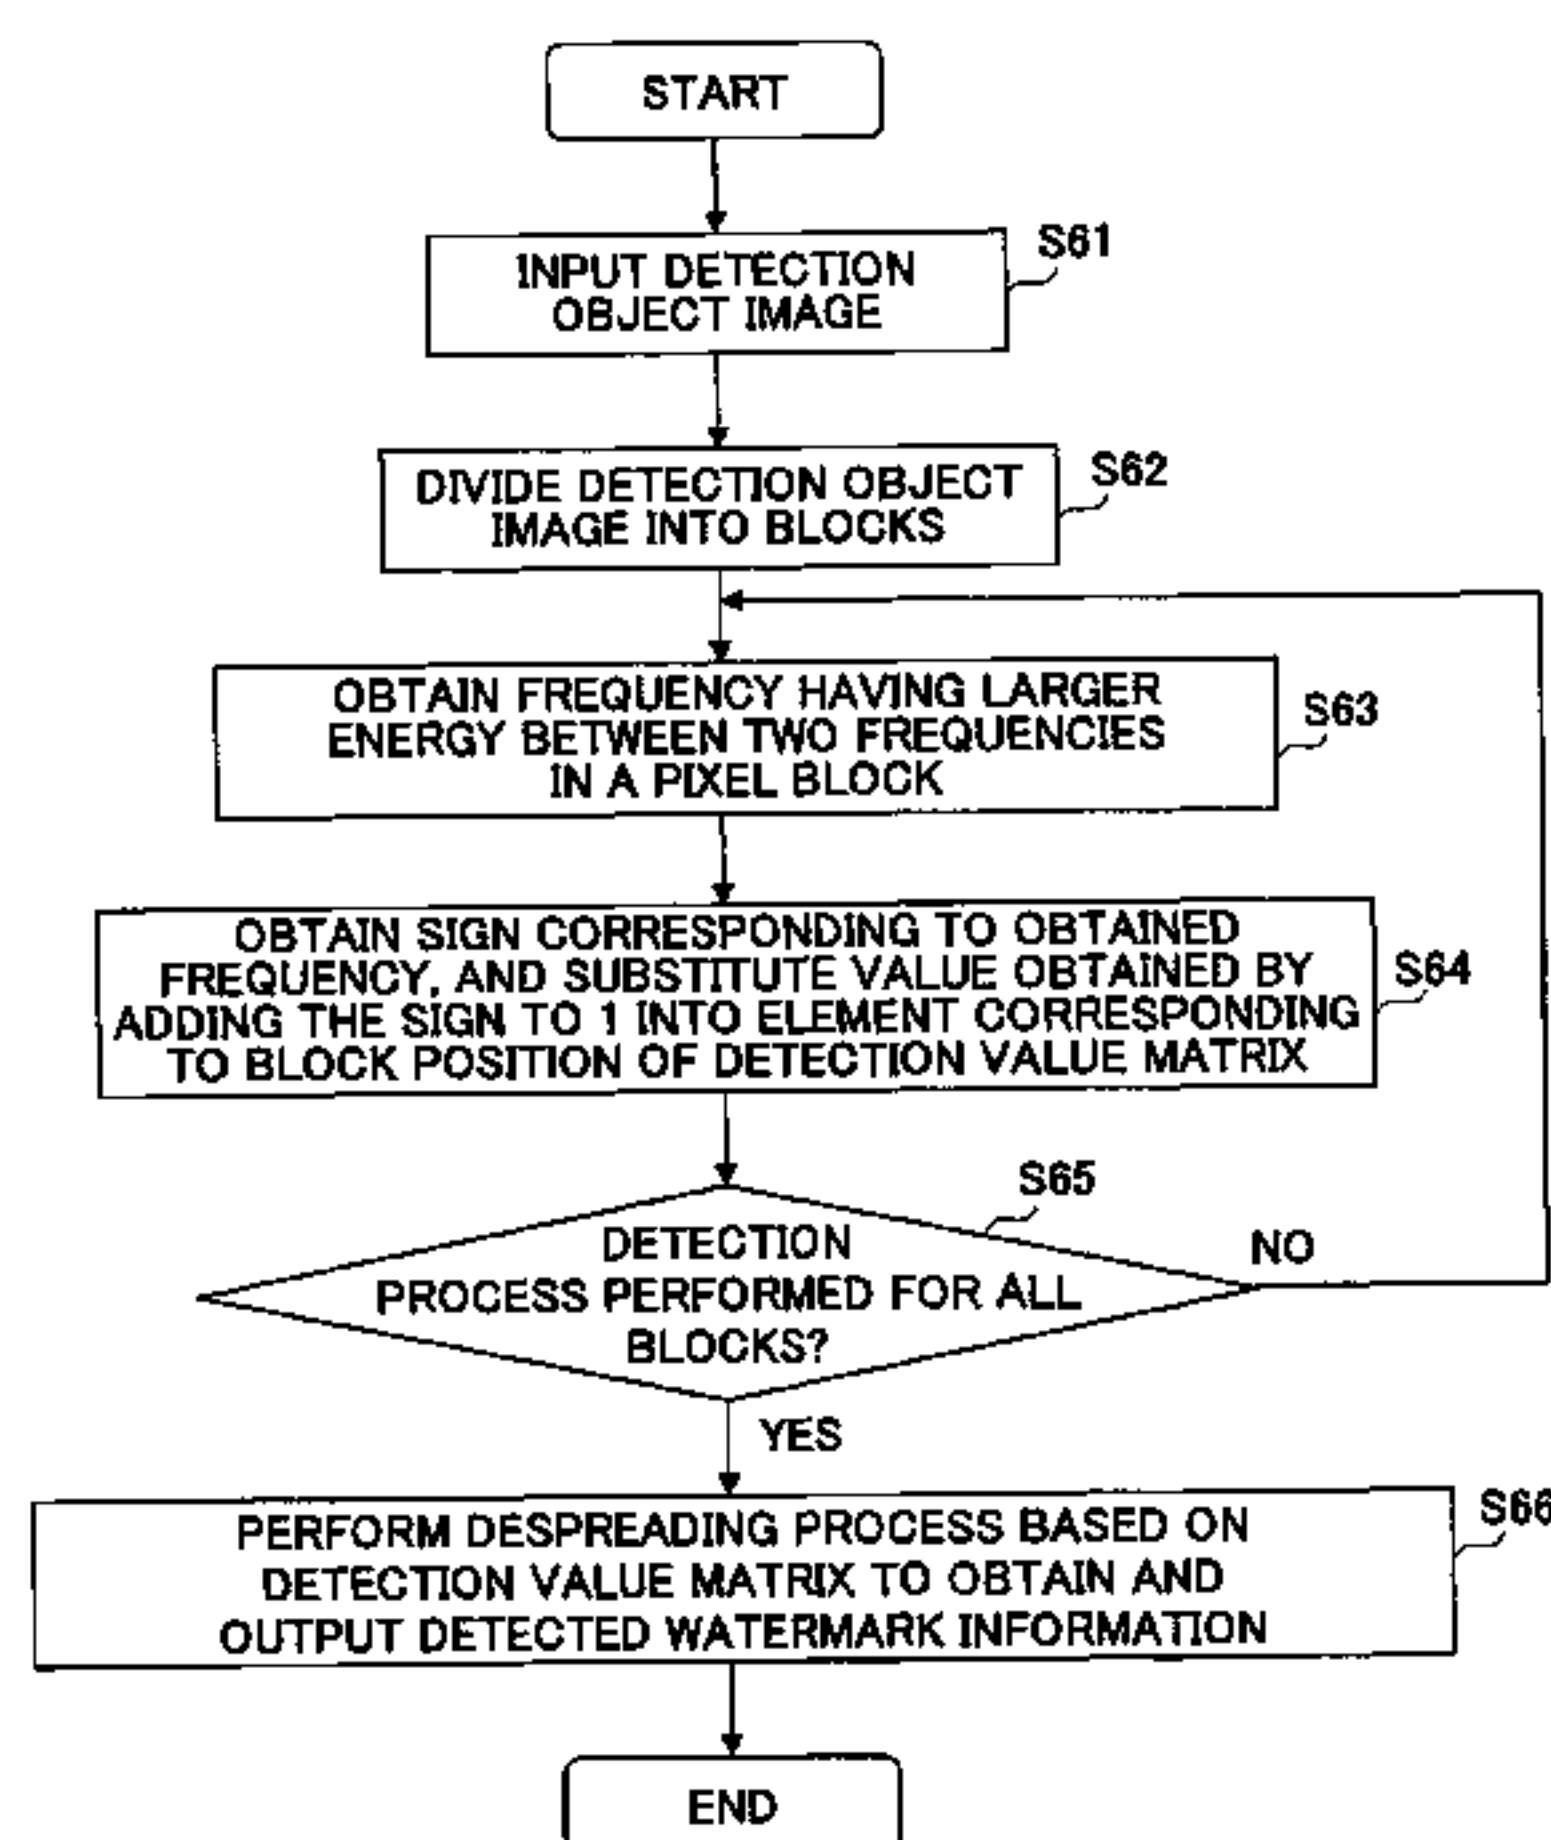 START
S61
INPUT DETECTION
OBJECT IMAGE
S62
DIVIDE DETECTION OBJECT
IMAGE INTO BLOCKS
S63
OBTAIN FREQUENCY HAVING LARGER
ENERGY BETWEEN TWO FREQUENCIES
IN A PIXEL BLOCK
S64
OBTAIN SIGN CORRESPONDING TO OBTAINED
FREQUENCY, AND SUBSTITUTE VALUE OBTAINED BY
ADDING THE SIGN TO 1 INTO ELEMENT CORRESPONDING
TO BLOCK POSITION OF DETECTION VALUE MATRIX
S65
DETECTION
PROCESS PERFORMED FOR ALL
BLOCKS?
NO
YES
S66
PERFORM DESPREADING PROCESS BASED ON
DETECTION VALUE MATRIX TO OBTAIN AND
OUTPUT DETECTED WATERMARK INFORMATION
END